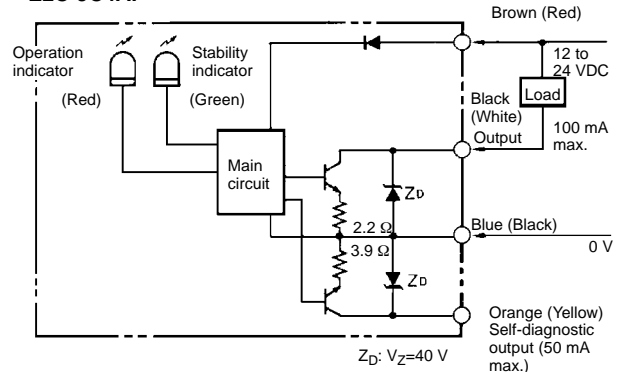 Brown (Red)
Operation
indicator
Stability
indicator
(Red)
(Green)
12 to
24 VDC
Load
Black
(White)
Output
100 mA
max.
Main
circuit
ZD
2.2 Ω
Blue (Black)
3.9 Ω
0 V
ZD
Orange (Yellow)
Self-diagnostic
output (50 mA
max.)
ZD: VZ=40 V